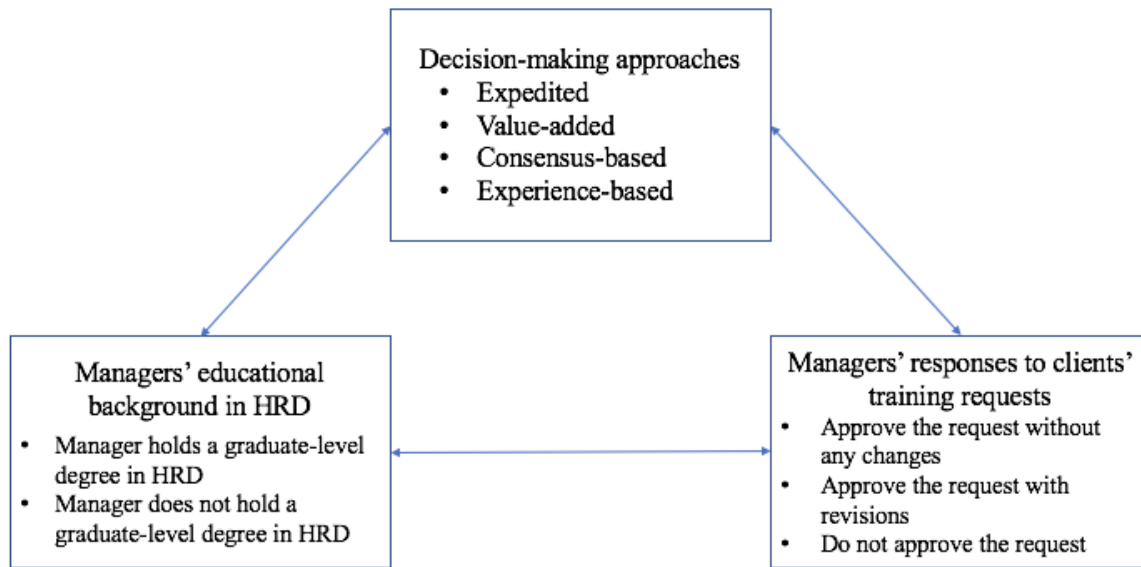 Decision-making approaches
• Expedited
• Value-added
• Consensus-based
• Experience-based
Managers’ educational
background in HRD
• Manager holds a graduate-level
degree in HRD
• Manager does not hold a
graduate-level degree in HRD
Managers’ responses to clients’
training requests
• Approve the request without
any changes
• Approve the request with
revisions
• Do not approve the request